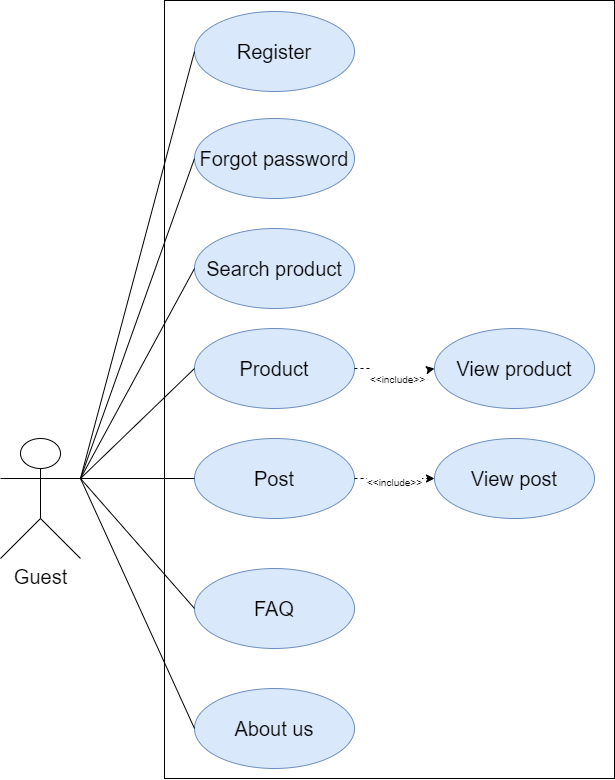 Register
Forgot password
Search product
Product
<<include>>
View product
Post
<<include>>
View post
Guest
FAQ
About us